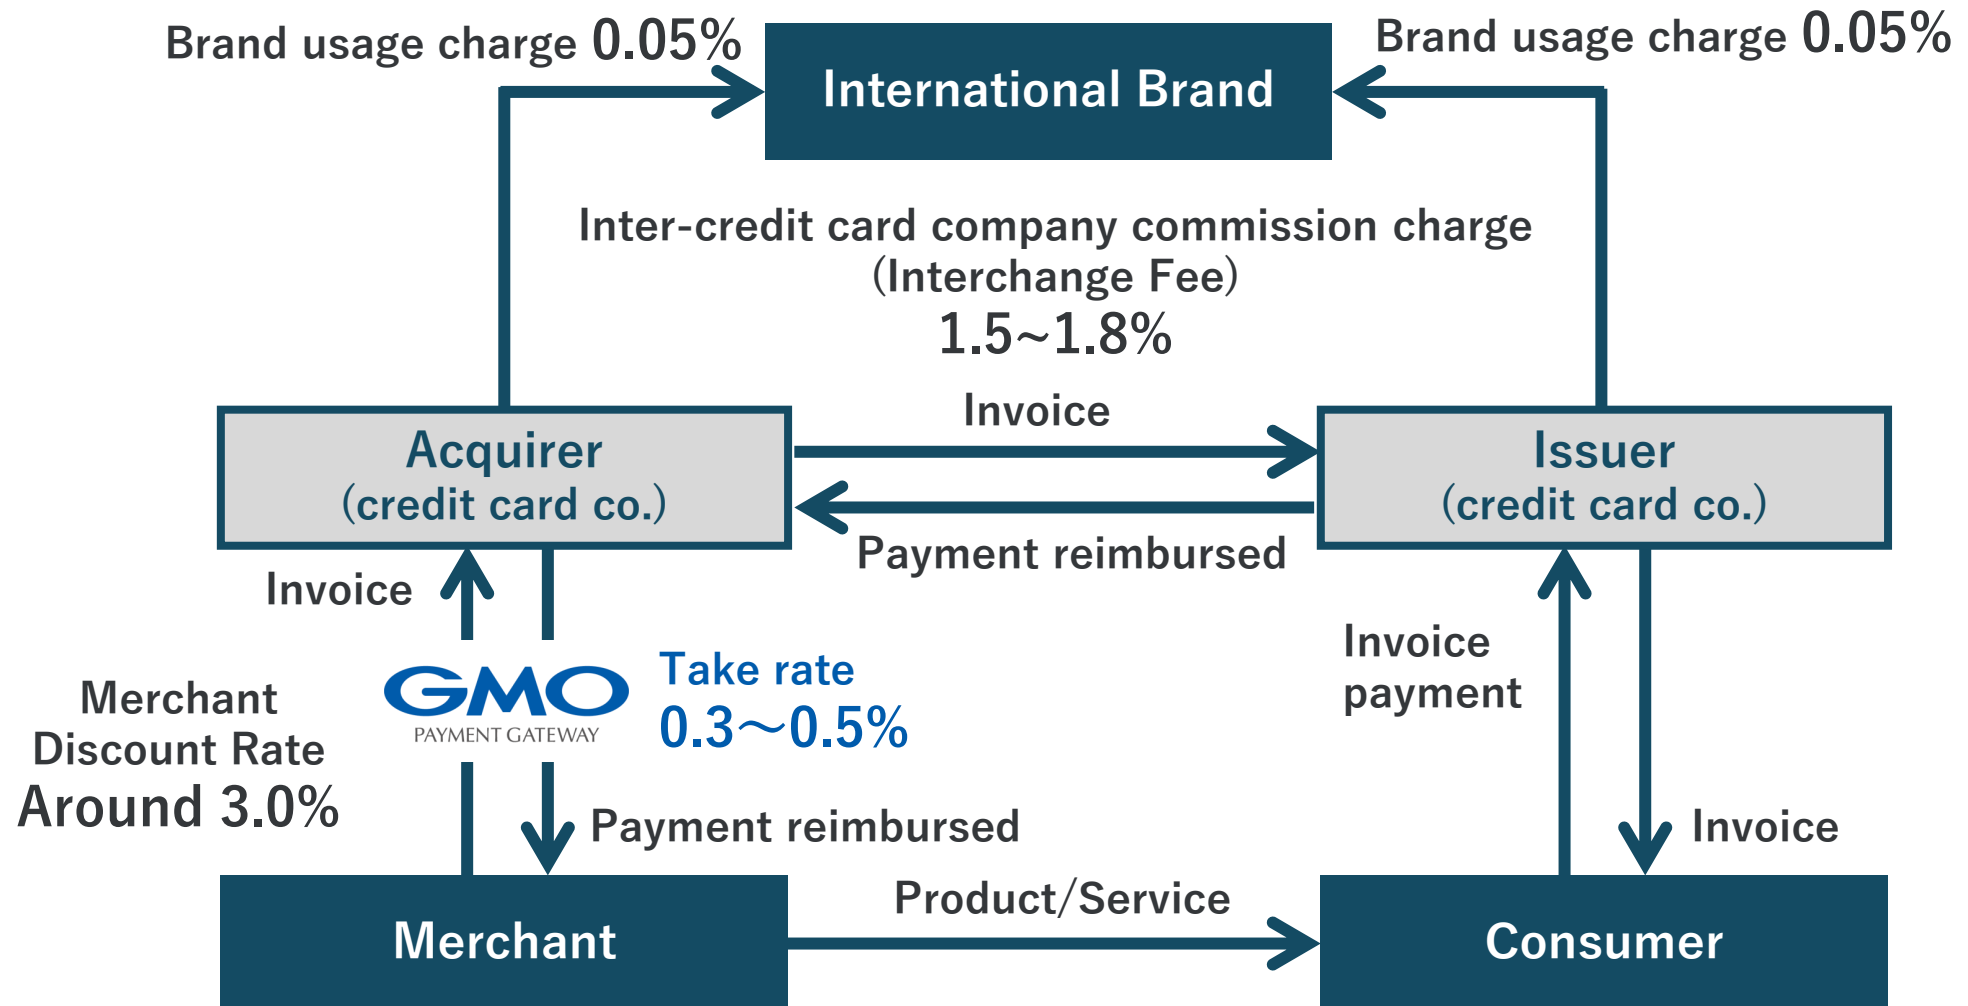 Brand usage charge 0.05%
Brand usage charge 0.05%
International Brand
Inter-credit card company commission charge
(Interchange Fee)
1.5~1.8%
Invoice
Acquirer
(credit card co.)
Issuer
(credit card co.)
Payment reimbursed
Invoice
Invoice
payment
GMO
PAYMENT GATEWAY
Take rate
0.3～0.5%
Merchant
Discount Rate
Around 3.0%
Payment reimbursed
Invoice
Product/Service
Merchant
Consumer